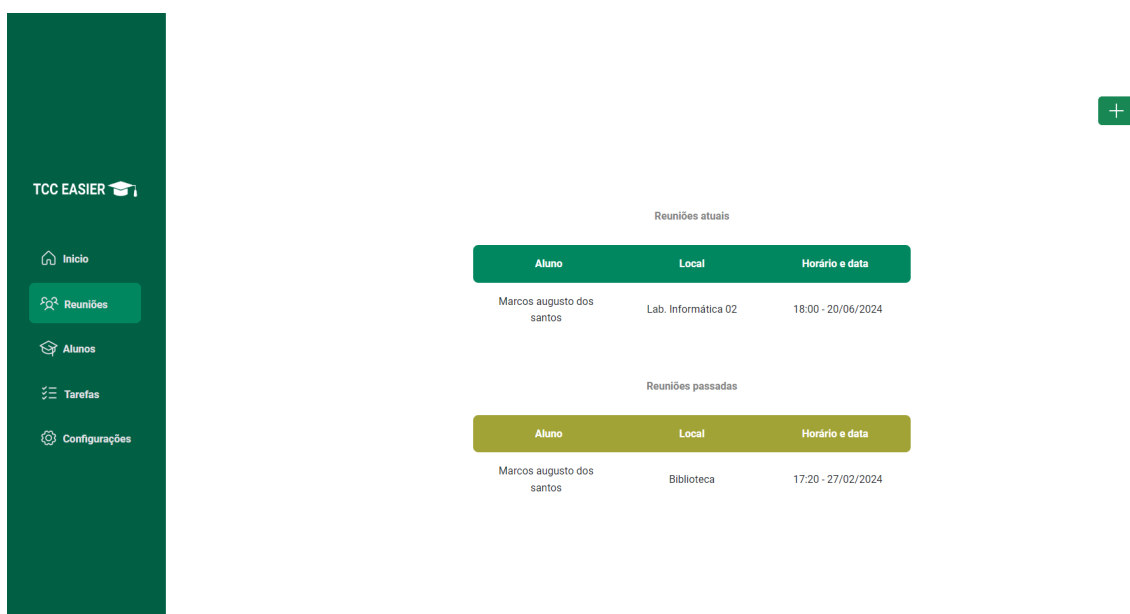 TCC EASIER
Inicio
Reuniões
Alunos
Tarefas
Configurações
Reuniões atuais
Aluno Local Horário e data
Marcos augusto dos
santos
Lab. Informática 02
18:00 - 20/06/2024
Reuniões passadas
Aluno Local Horário e data
Marcos augusto dos
santos
Biblioteca
17:20 - 27/02/2024